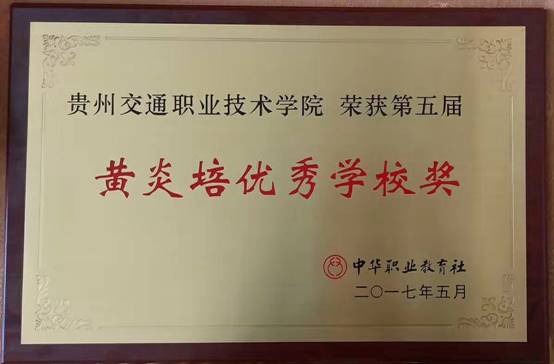 贵州交通职业技术学院 荣获第五届
黄炎培优秀学校奖
中华职业教育社
二〇一七年五月